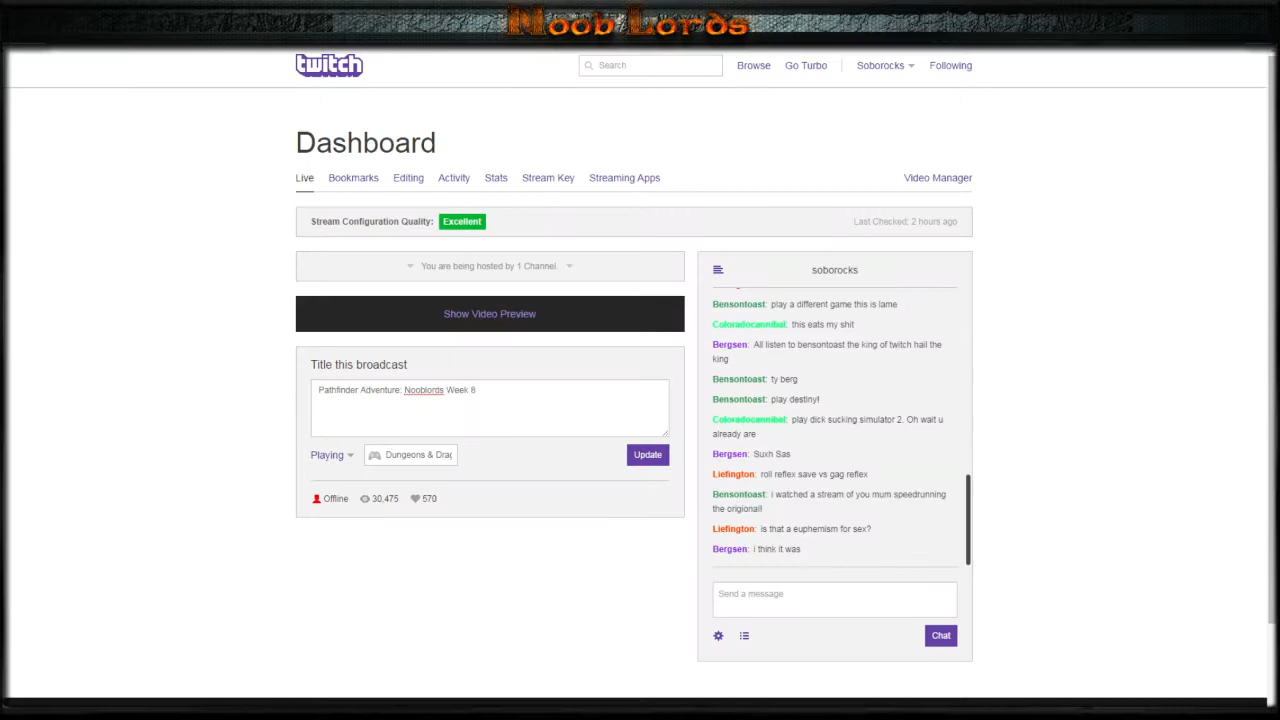 Noob Lords
twitch
Search
Browse
Go Turbo
Soborocks
Following
Dashboard
Live
Bookmarks
Editing
Activity
Stats
Stream Key
Streaming Apps
Video Manager
Stream Configuration Quality: Excellent
Last Checked: 2 hours ago
You are being hosted by 1 Channel.
Show Video Preview
Title this broadcast
Pathfinder Adventure: Nooblords Week 8
Playing
Dungeons & Drag
Update
Offline
30,475
570
soborocks
Bensontoast: play a different game this is lame
Coloradocannibal: this eats my shit
Bergsen: All listen to bensontoast the king of twitch hail the
king
Bensontoast: ty berg
Bensontoast: play destiny!
Coloradocannibal: play dick sucking simulator 2. Oh wait u
already are
Bergsen: Suxh Sas
Liefington: roll reflex save vs gag reflex
Bensontoast: i watched a stream of you mum speedrunning
the origional!
Liefington: is that a euphemism for sex?
Bergsen: i think it was
Send a message
Chat